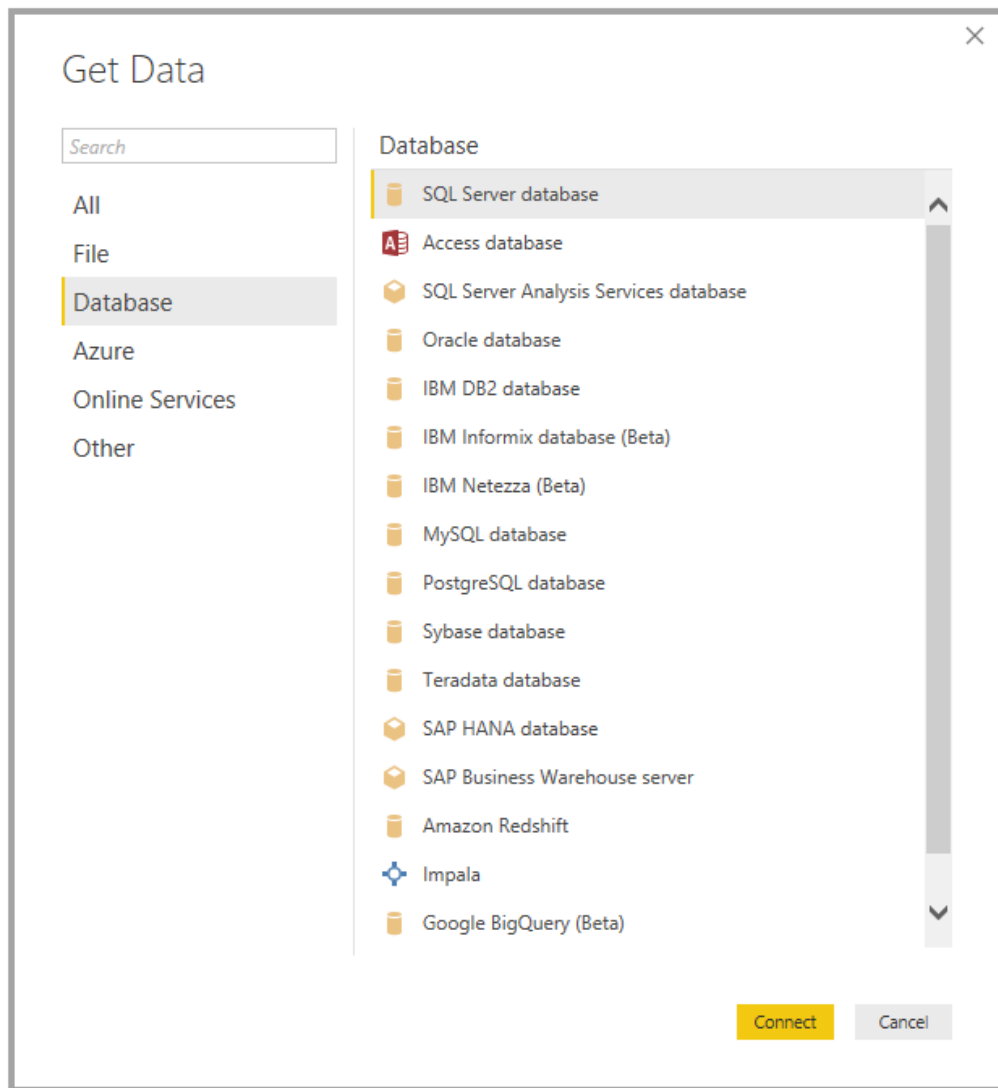 Get Data
Search
All
File
Database
Azure
Online Services
Other
Database
SQL Server database
Access database
SQL Server Analysis Services database
Oracle database
IBM DB2 database
IBM Informix database (Beta)
IBM Netezza (Beta)
MySQL database
PostgreSQL database
Sybase database
Teradata database
SAP HANA database
SAP Business Warehouse server
Amazon Redshift
Impala
Google BigQuery (Beta)
Connect
Cancel